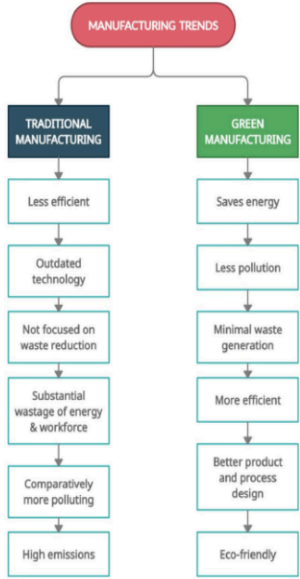 MANUFACTURING TRENDS
TRADITIONAL
MANUFACTURING
Less efficient
Outdated
technology
Not focused on
waste reduction
Substantial
wastage of energy
& workforce
Comparatively
more polluting
High emissions
GREEN
MANUFACTURING
Saves energy
Less pollution
Minimal waste
generation
More efficient
Better product
and process
design
Eco-friendly